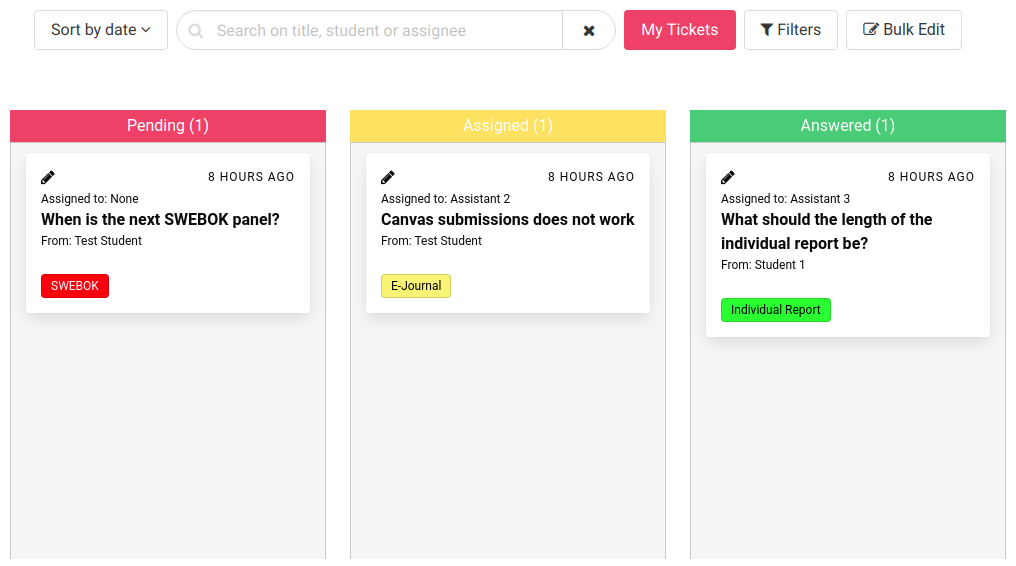 Sort by date
Search on title, student or assignee
My Tickets
Filters
Bulk Edit
Pending (1)
8 HOURS AGO
Assigned to: None
When is the next SWEBOK panel?
From: Test Student
SWEBOK
Assigned (1)
8 HOURS AGO
Assigned to: Assistant 2
Canvas submissions does not work
From: Test Student
E-Journal
Answered (1)
8 HOURS AGO
Assigned to: Assistant 3
What should the length of the
individual report be?
From: Student 1
Individual Report